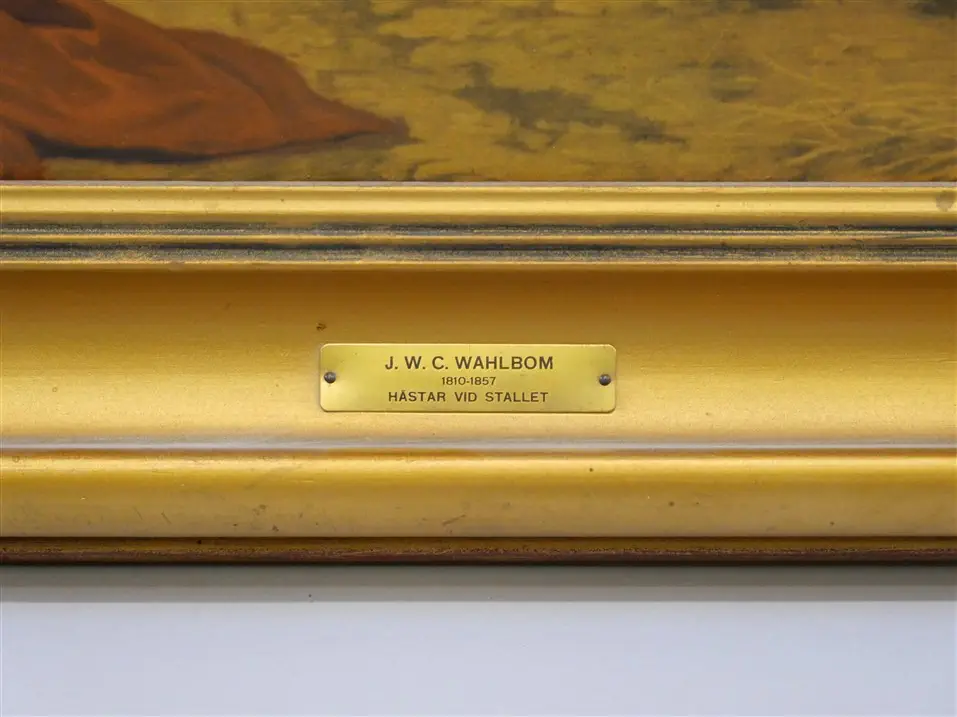 J. W. C. WAHLBOM
1810-1857
HÄSTAR VID STALLET